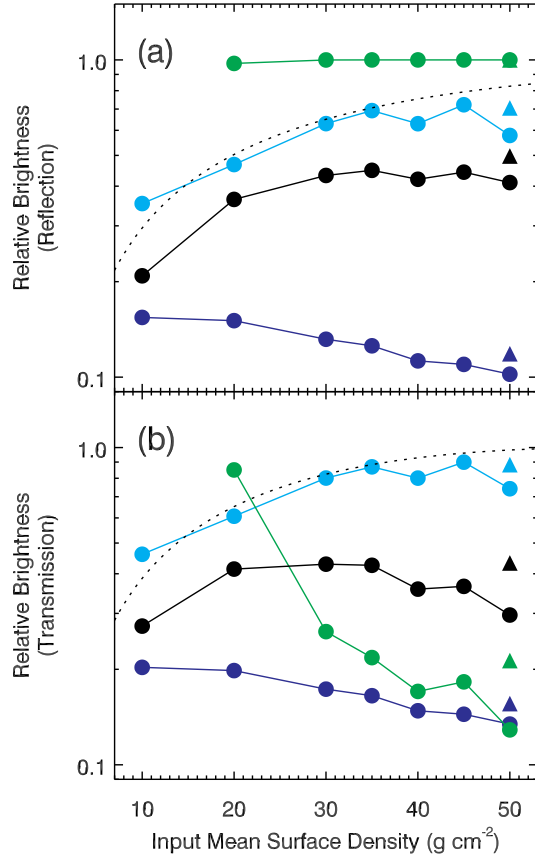 (a)
1.0
Relative Brightness
(Reflection)
0.1
(b)
1.0
Relative Brightness
(Transmission)
0.1
10 20 30 40 50
Input Mean Surface Density (g cm⁻²)